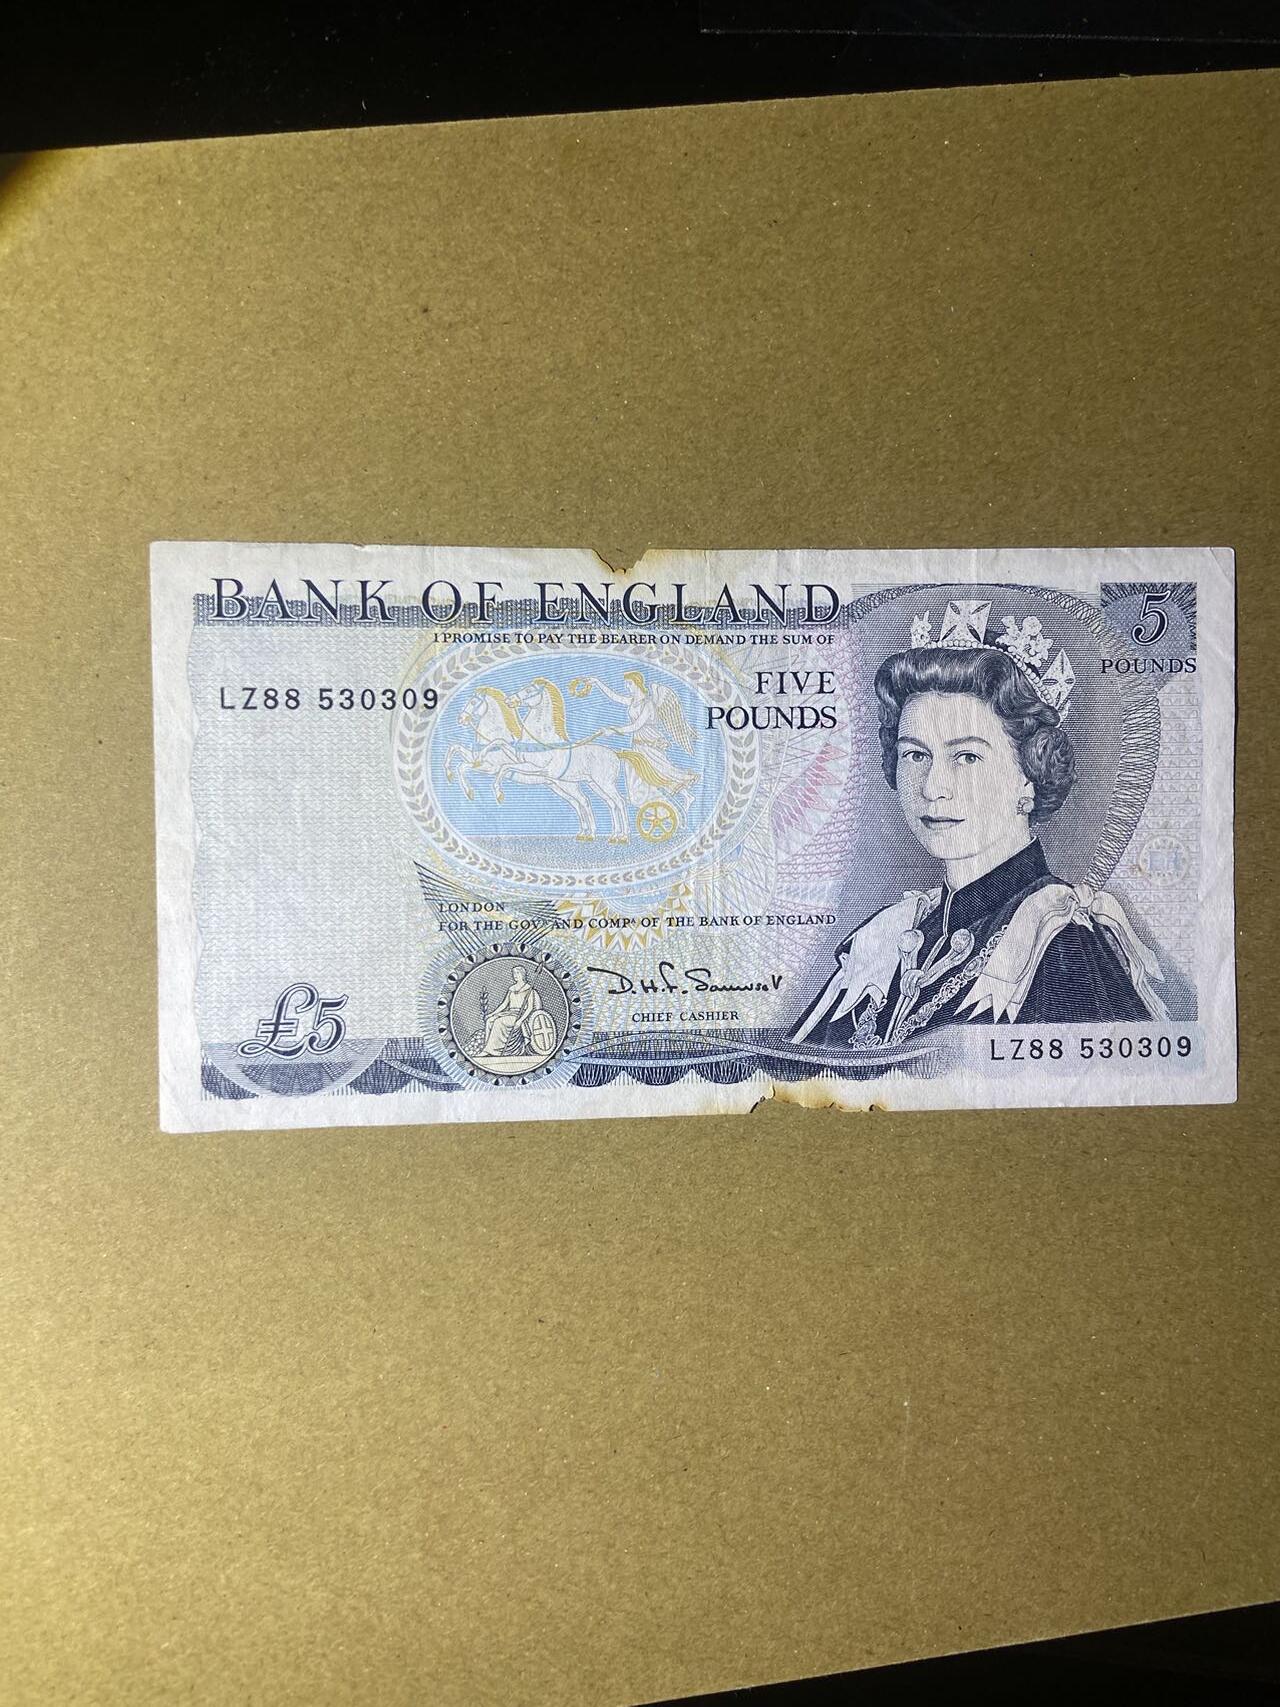 BANK OF ENGLAND
5
POUNDS
I PROMISE TO PAY THE BEARER ON DEMAND THE SUM OF
FIVE
POUNDS
LZ88 530309
LONDON
FOR THE GOVR AND COMPA OF THE BANK OF ENGLAND
D.H.F. Somerset
CHIEF CASHIER
£5
LZ88 530309